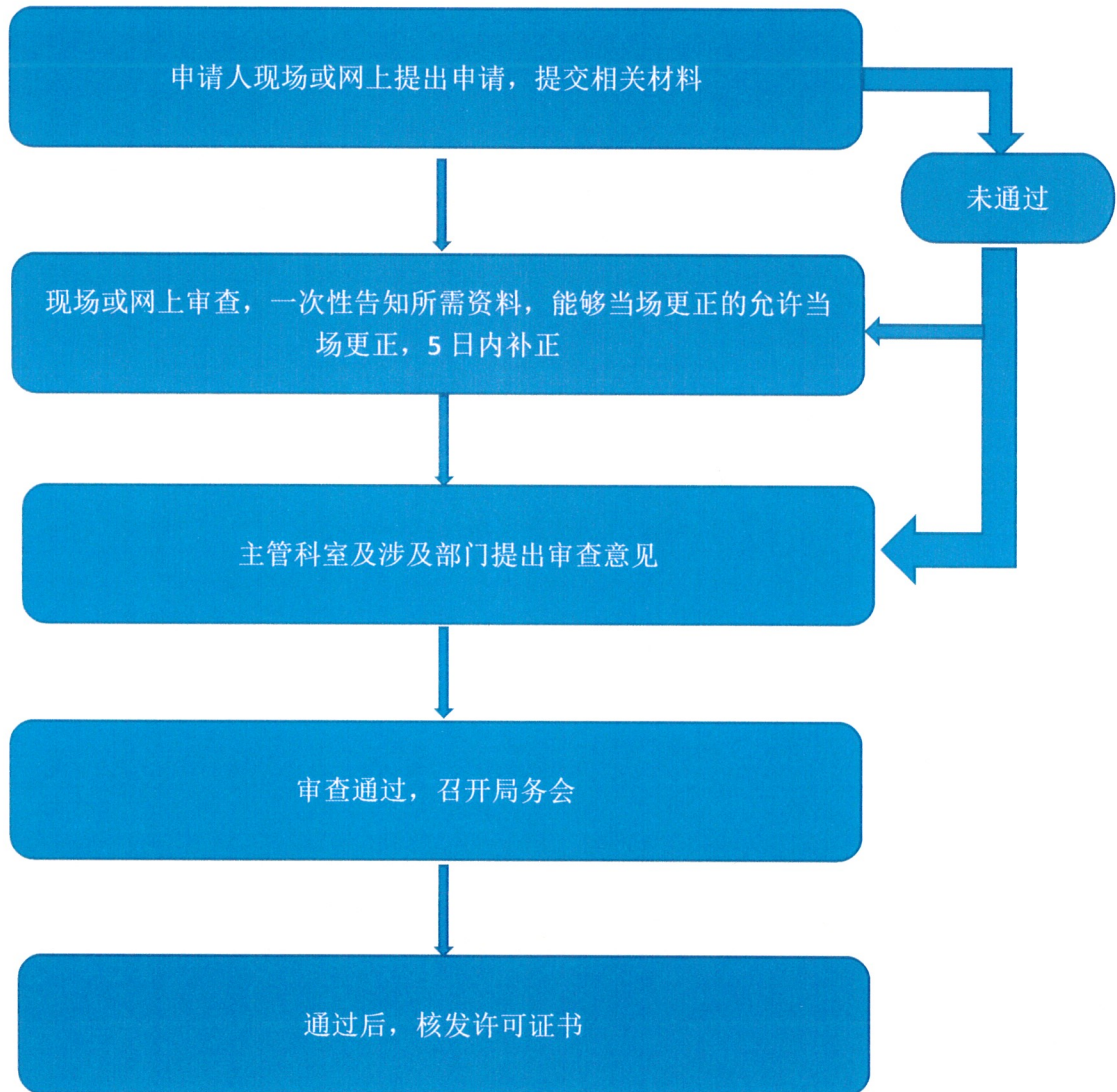 申请人现场或网上提出申请，提交相关材料
未通过
现场或网上审查，一次性告知所需资料，能够当场更正的允许当
场更正，5 日内补正
主管科室及涉及部门提出审查意见
审查通过，召开局务会
通过后，核发许可证书